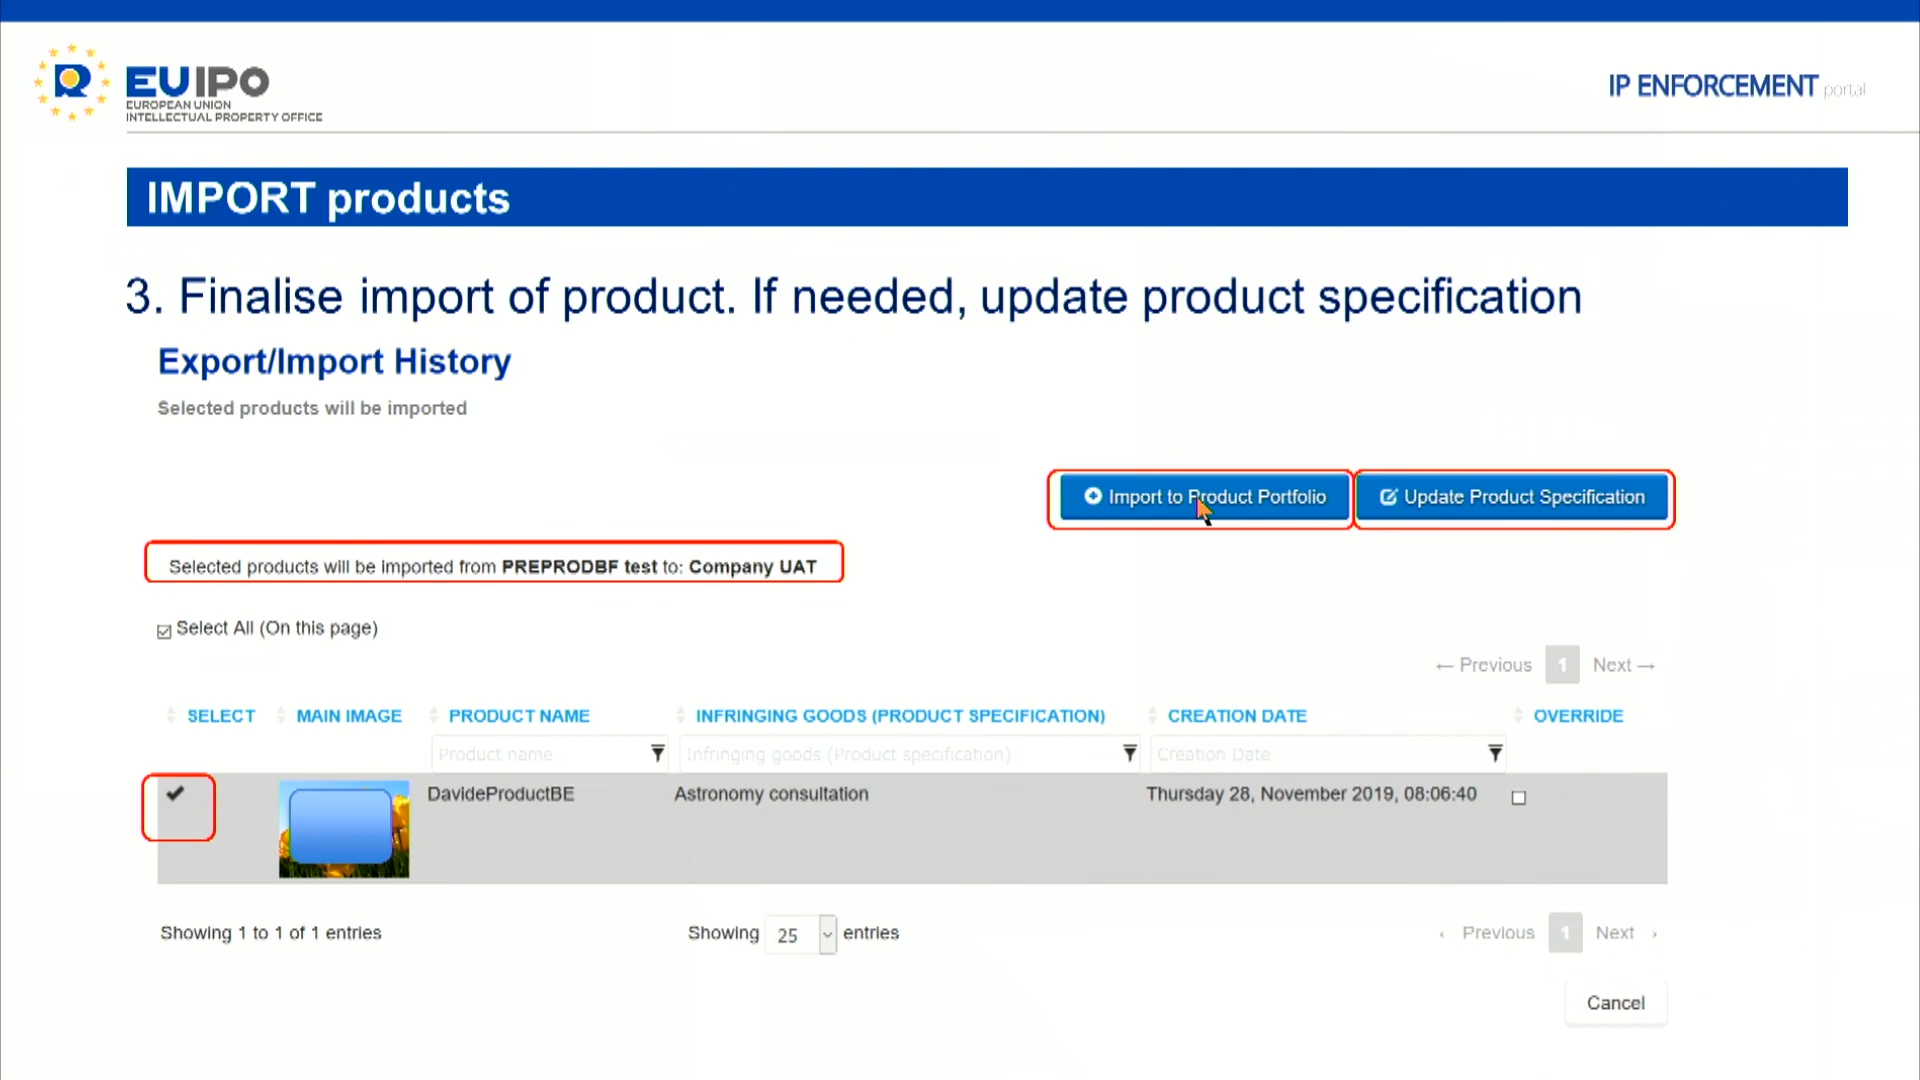 EUIPO
EUROPEAN UNION
INTELLECTUAL PROPERTY OFFICE
IP ENFORCEMENT portal
IMPORT products
3. Finalise import of product. If needed, update product specification
Export/Import History
Selected products will be imported
Import to Product Portfolio
Update Product Specification
Selected products will be imported from PREPRODBF test to: Company UAT
Select All (On this page)
← Previous 1 Next →
SELECT MAIN IMAGE PRODUCT NAME INFRINGING GOODS (PRODUCT SPECIFICATION) CREATION DATE OVERRIDE
Product name Infringing goods (Product specification) Creation Date
DavideProductBE Astronomy consultation Thursday 28, November 2019, 08:06:40
Showing 1 to 1 of 1 entries Showing 25 entries ‹ Previous 1 Next ›
Cancel